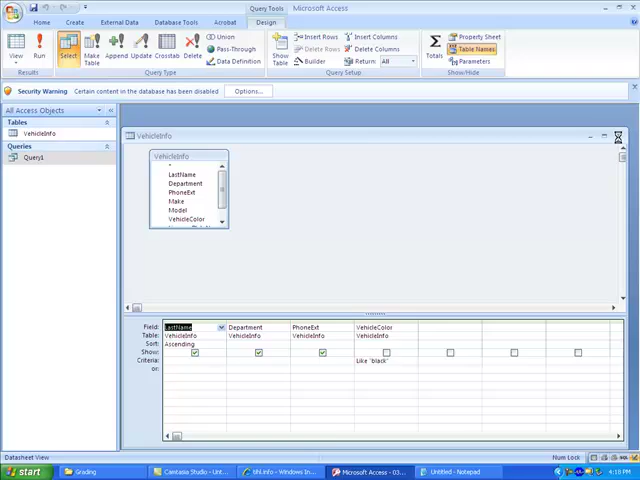 Query Tools
Microsoft Access
Home
Create
External Data
Database Tools
Acrobat
Design
View
Run
Select
Make Table
Append
Update
Crosstab
Delete
Union
Pass-Through
Data Definition
Show Table
Insert Rows
Delete Rows
Builder
Insert Columns
Delete Columns
Return: All
Totals
Property Sheet
Table Names
Parameters
Results
Query Type
Query Setup
Show/Hide
Security Warning Certain content in the database has been disabled Options...
All Access Objects
Tables
VehicleInfo
Queries
Query1
VehicleInfo
VehicleInfo
*
LastName
Department
PhoneExt
Make
Model
VehicleColor
Field: LastName Department PhoneExt VehicleColor
Table: VehicleInfo VehicleInfo VehicleInfo VehicleInfo
Sort: Ascending
Show:
Criteria: Like "black"
or:
Datasheet View
Num Lock
start
Grading
Camtasia Studio - Unt...
tihl.info - Windows In...
Microsoft Access - 03...
Untitled - Notepad
4:18 PM